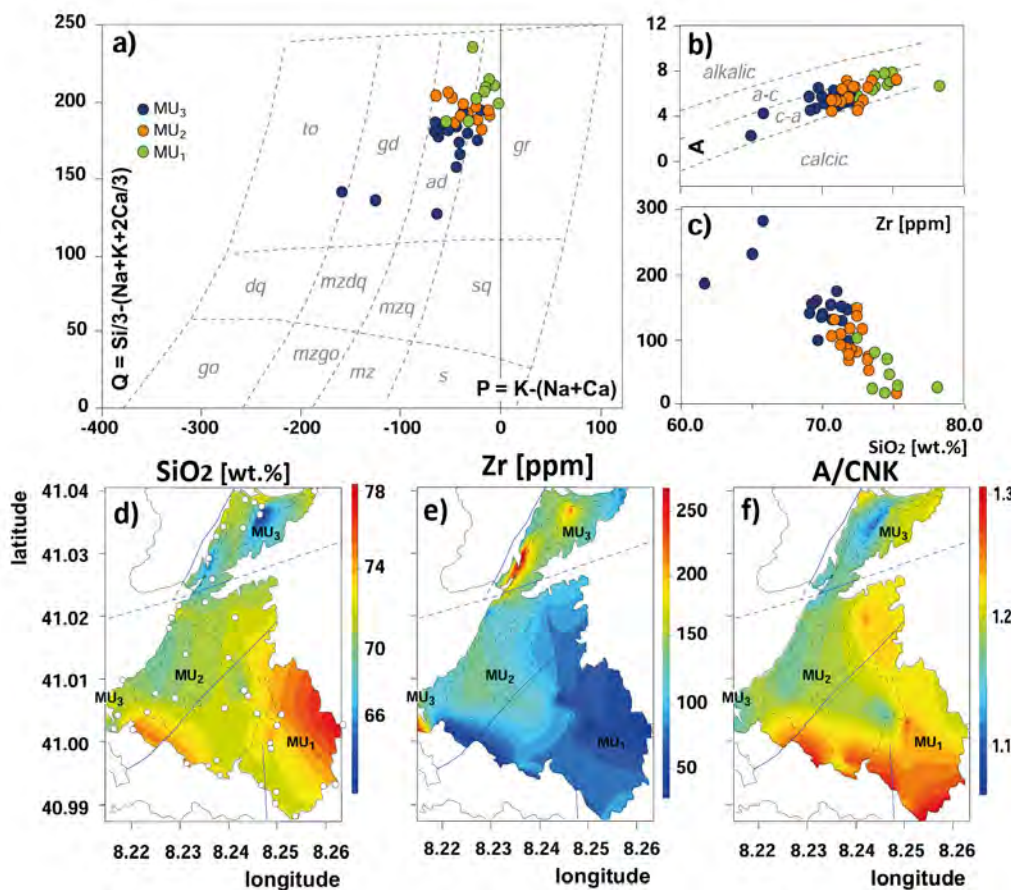 a)
250
200
150
100
50
0
Q = Si/3-(Na+K+2Ca/3)
MU3
MU2
MU1
to
gd
ad
gr
dq
mzdq
mzq
sq
go
mzgo
mz
s
P = K-(Na+Ca)
-400
-300
-200
-100
0
100
b)
12
8
4
0
A
alkalic
a-c
c-a
calcic
c)
Zr [ppm]
300
200
100
0
60.0
70.0
80.0
SiO2 [wt.%]
SiO2 [wt.%]
d)
latitude
41.04
41.03
41.02
41.01
41.00
40.99
MU3
MU2
MU3
MU1
78
74
70
66
8.22 8.23 8.24 8.25 8.26
longitude
Zr [ppm]
e)
MU3
MU2
MU3
MU1
250
200
150
100
50
8.22 8.23 8.24 8.25 8.26
longitude
A/CNK
f)
MU3
MU2
MU3
MU1
1.3
1.2
1.1
8.22 8.23 8.24 8.25 8.26
longitude